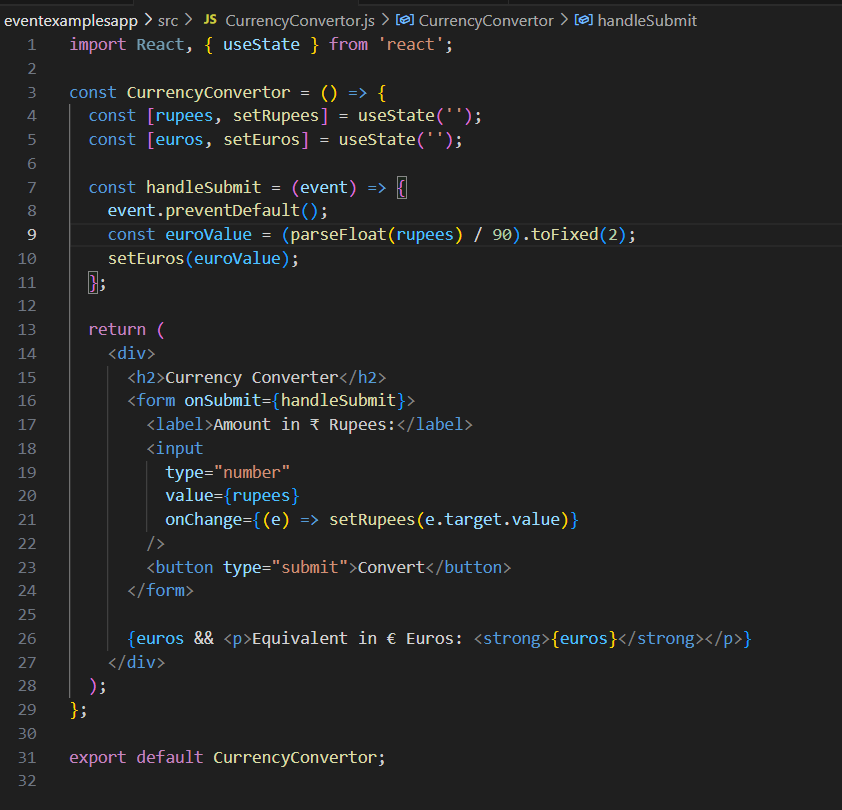 eventexamplesapp > src > JS CurrencyConvertor.js > CurrencyConvertor > handleSubmit
1 import React, { useState } from 'react';
2
3 const CurrencyConvertor = () => {
4   const [rupees, setRupees] = useState('');
5   const [euros, setEuros] = useState('');
6
7   const handleSubmit = (event) => {
8     event.preventDefault();
9     const euroValue = (parseFloat(rupees) / 90).toFixed(2);
10     setEuros(euroValue);
11   };
12
13   return (
14     <div>
15       <h2>Currency Converter</h2>
16       <form onSubmit={handleSubmit}>
17         <label>Amount in ₹ Rupees:</label>
18         <input
19           type="number"
20           value={rupees}
21           onChange={(e) => setRupees(e.target.value)}
22         />
23         <button type="submit">Convert</button>
24       </form>
25
26       {euros && <p>Equivalent in € Euros: <strong>{euros}</strong></p>}
27     </div>
28   );
29 };
30
31 export default CurrencyConvertor;
32